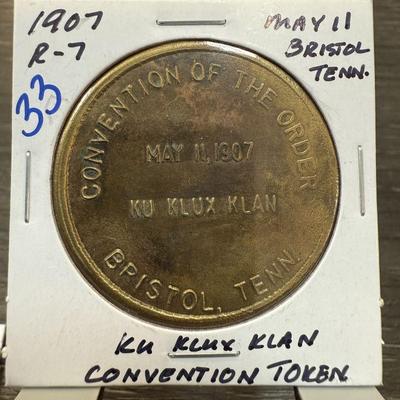 1907
R-7
33
MAY 11
BRISTOL
TENN.
CONVENTION OF THE ORDER
MAY 11, 1907
KU KLUX KLAN
BRISTOL, TENN.
KU KLUX KLAN
CONVENTION TOKEN